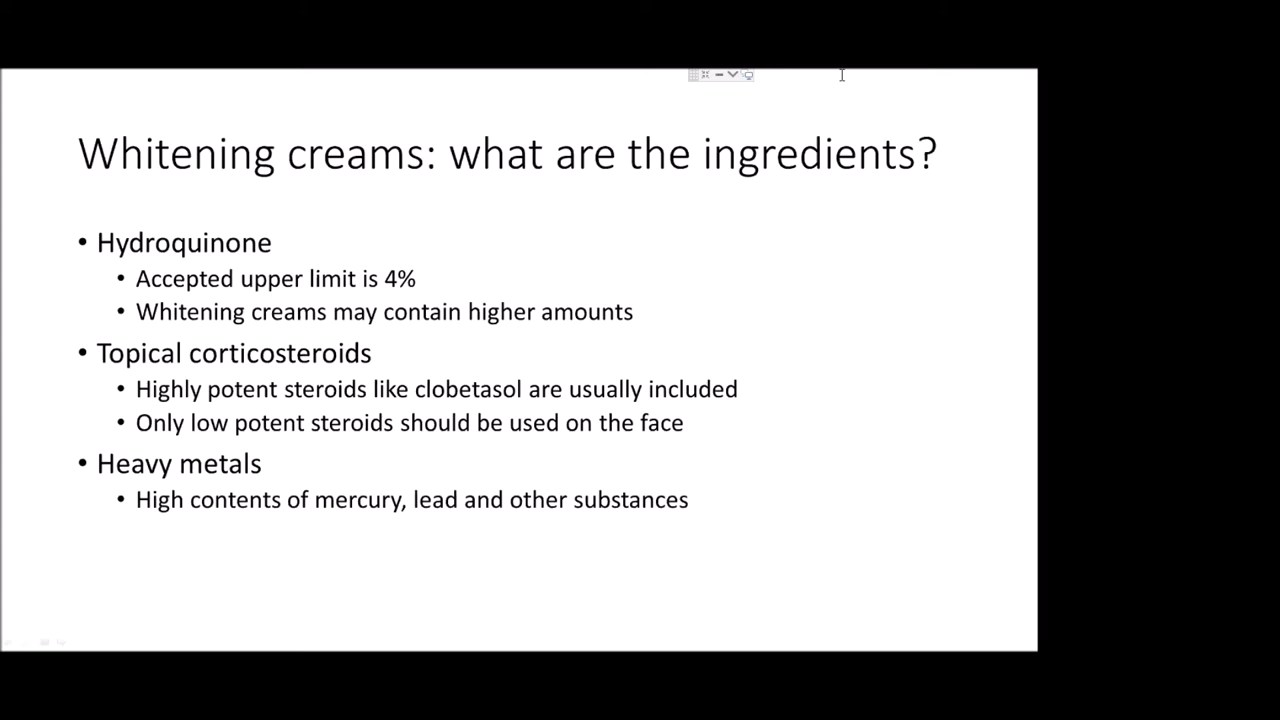 Whitening creams: what are the ingredients?
• Hydroquinone
• Accepted upper limit is 4%
• Whitening creams may contain higher amounts
• Topical corticosteroids
• Highly potent steroids like clobetasol are usually included
• Only low potent steroids should be used on the face
• Heavy metals
• High contents of mercury, lead and other substances